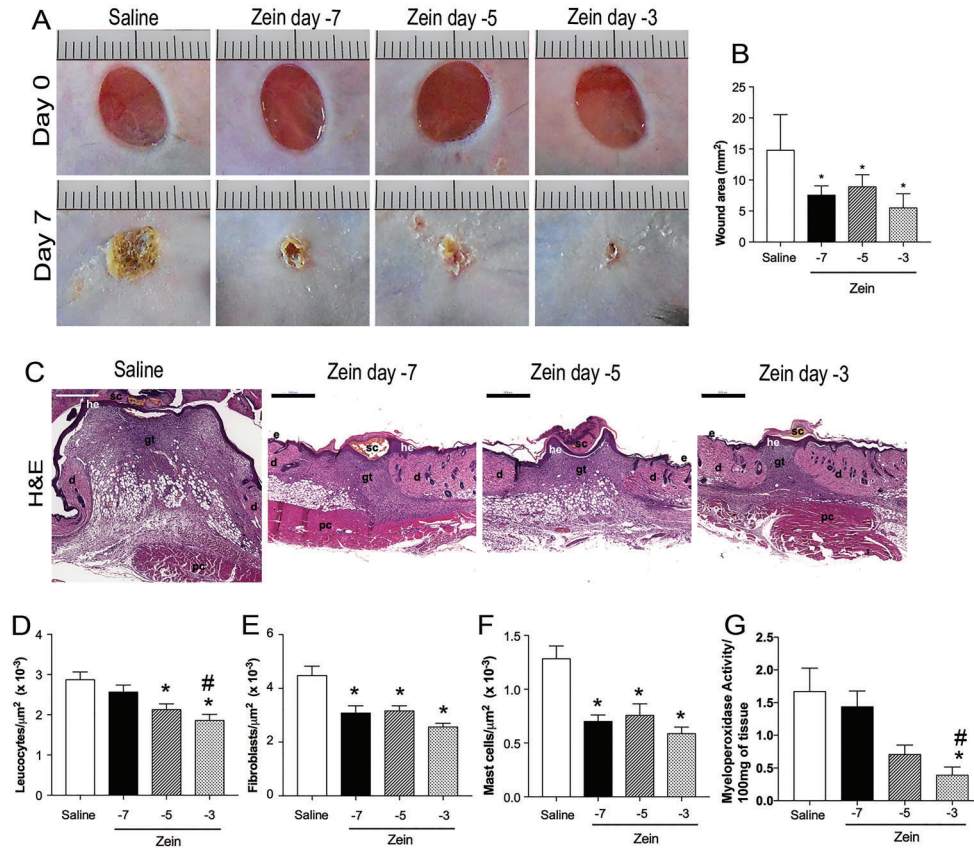 A
Saline
Zein day -7
Zein day -5
Zein day -3
Day 0
Day 7
B
Wound area (mm²)
20
15
10
5
0
*
*
*
Saline
-7
-5
-3
Zein
C
Saline
Zein day -7
Zein day -5
Zein day -3
H&E
sc
he
gt
d
d
pc
e
sc
he
d
gt
d
pc
sc
he
e
d
gt
d
sc
e
he
gt
d
d
pc
D
Leucocytes/µm² (x 10⁻³)
4
3
2
1
0
*
#
*
Saline
-7
-5
-3
Zein
E
Fibroblasts/µm² (x 10⁻³)
6
4
2
0
*
*
*
Saline
-7
-5
-3
Zein
F
Mast cells/µm² (x 10⁻³)
1.5
1.0
0.5
0.0
*
*
*
Saline
-7
-5
-3
Zein
G
Myeloperoxidase Activity/
100mg of tissue
2.5
2.0
1.5
1.0
0.5
0.0
#
*
Saline
-7
-5
-3
Zein